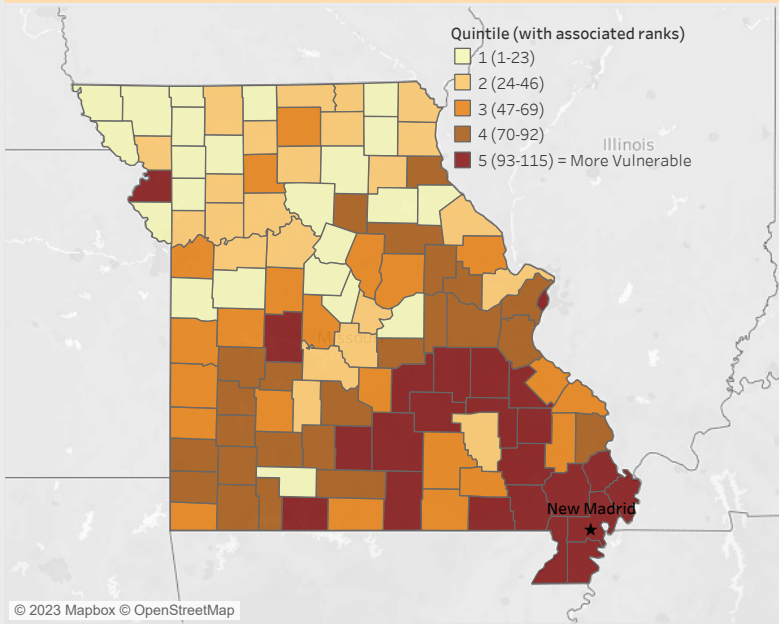 Quintile (with associated ranks)
1 (1-23)
2 (24-46)
3 (47-69)
4 (70-92)
5 (93-115) = More Vulnerable
Illinois
Missou
New Madrid
© 2023 Mapbox © OpenStreetMap